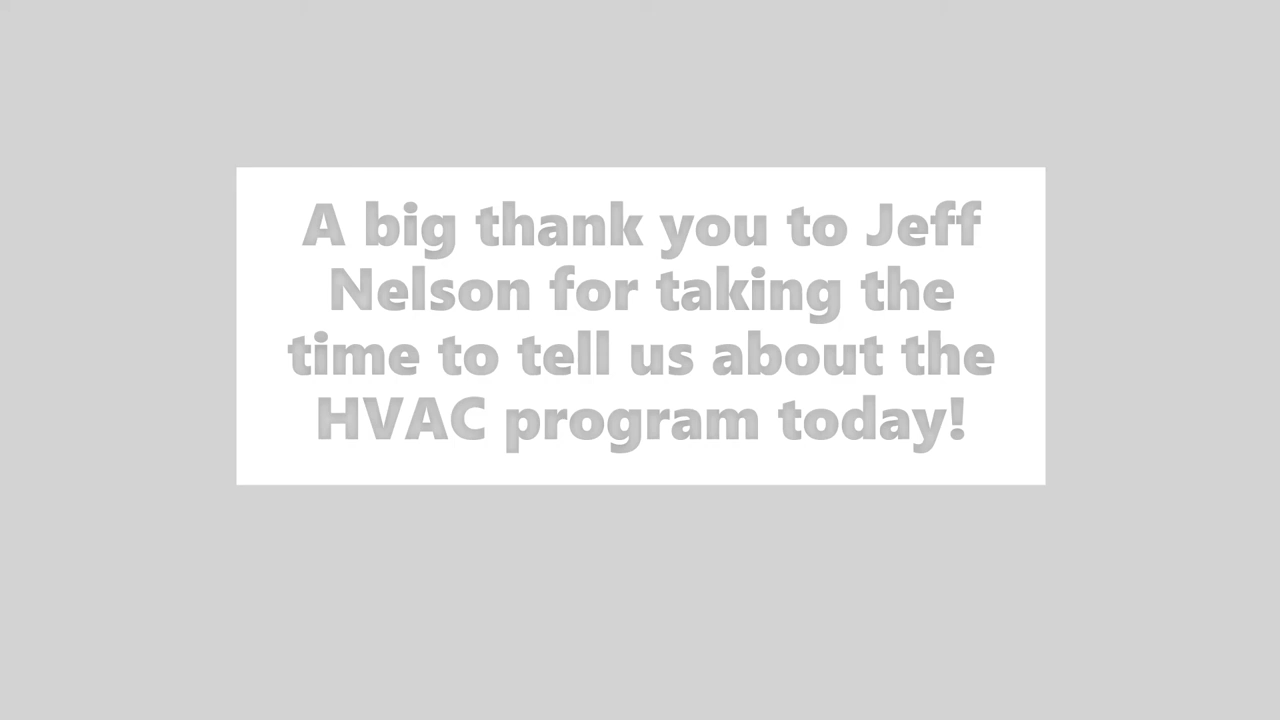 A big thank you to Jeff
Nelson for taking the
time to tell us about the
HVAC program today!